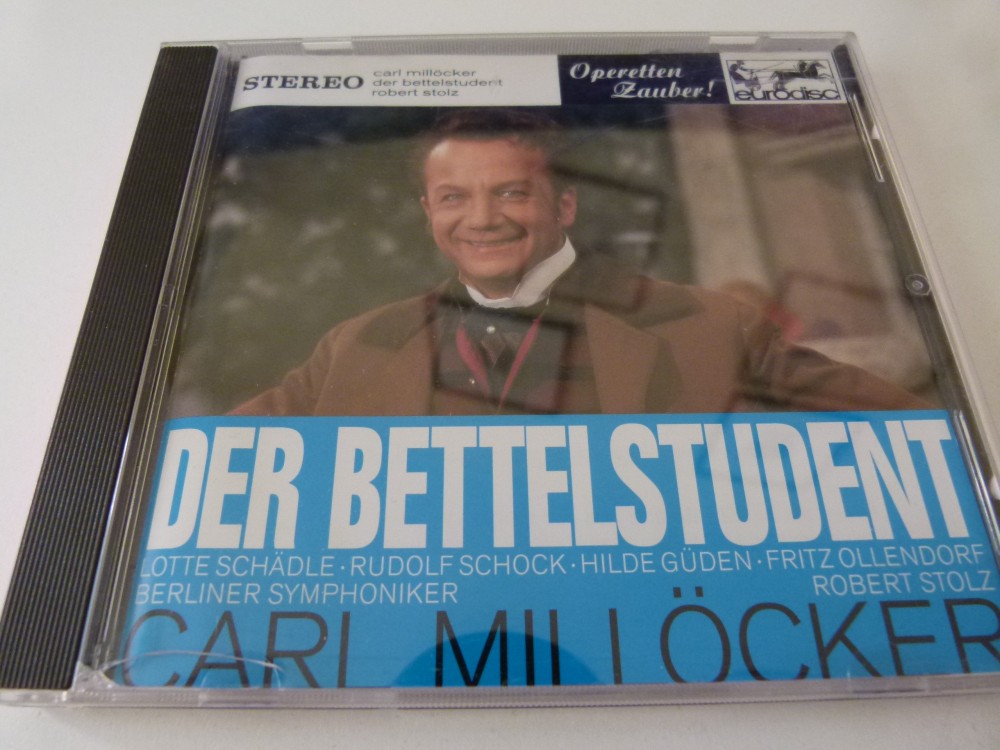 STEREO
carl millöcker
der bettelstudent
robert stolz
Operetten
Zauber!
eurodisc
DER BETTELSTUDENT
LOTTE SCHÄDLE · RUDOLF SCHOCK · HILDE GÜDEN · FRITZ OLLENDORF
BERLINER SYMPHONIKER ROBERT STOLZ
CARL MILLÖCKER